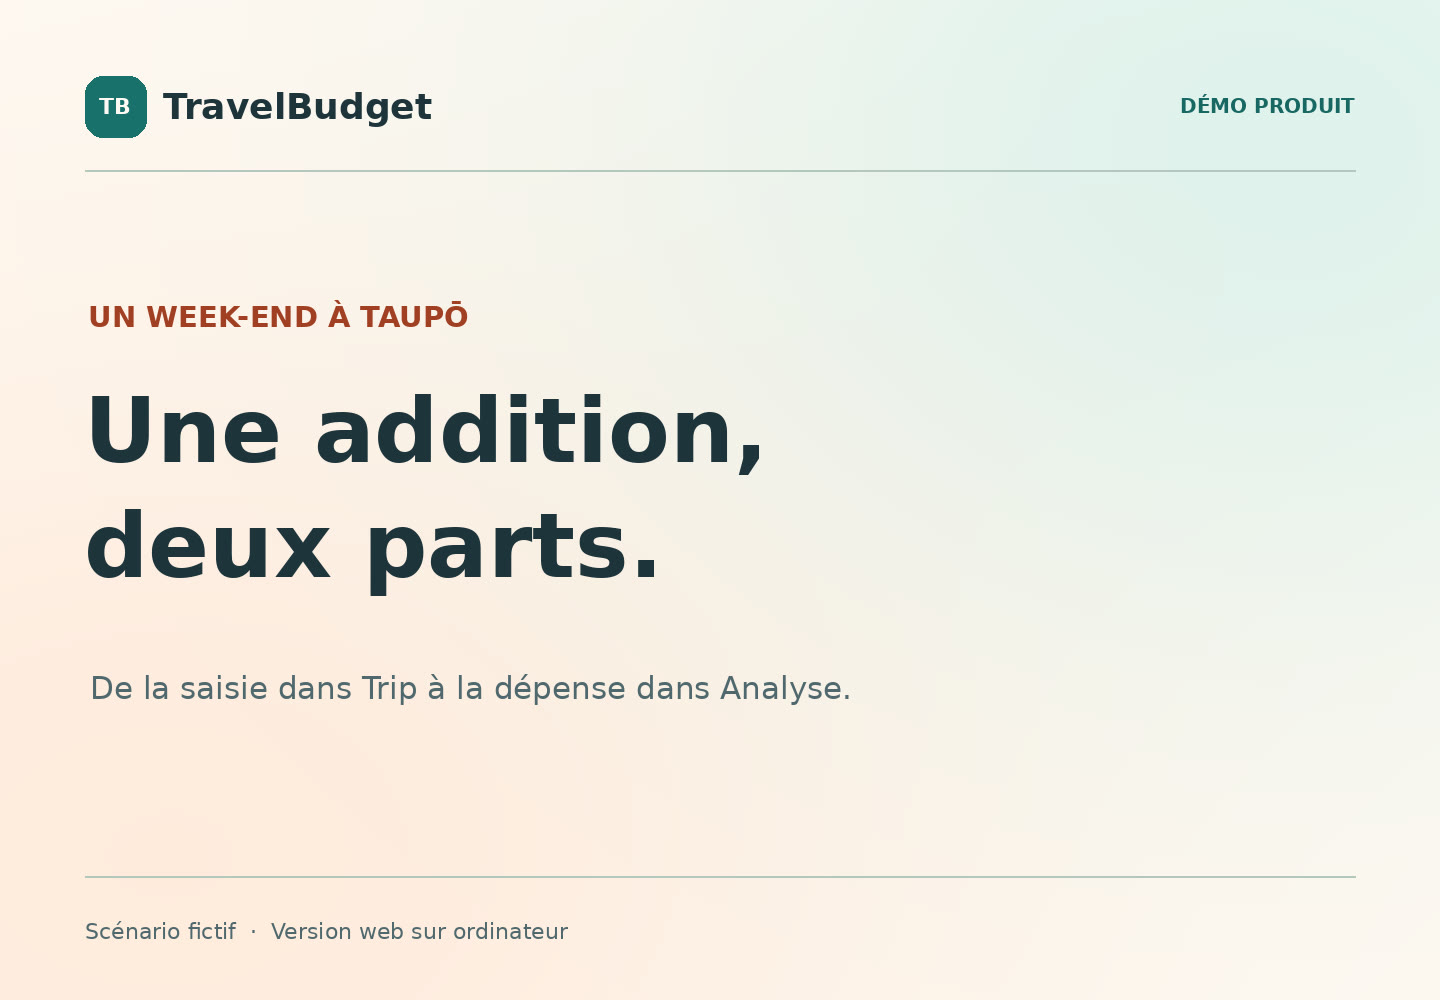 TB TravelBudget
DÉMO PRODUIT
UN WEEK-END À TAUPŌ
Une addition,
deux parts.
De la saisie dans Trip à la dépense dans Analyse.
Scénario fictif · Version web sur ordinateur